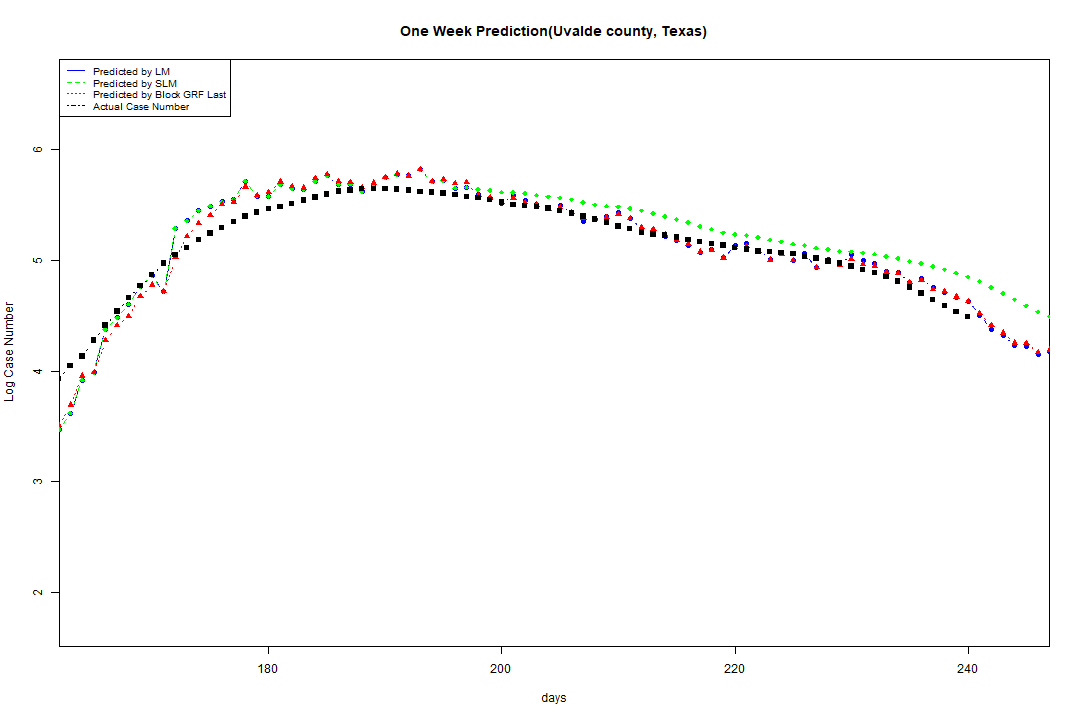 One Week Prediction(Uvalde county, Texas)
Predicted by LM
Predicted by SLM
Predicted by Block GRF Last
Actual Case Number
6
5
4
3
2
Log Case Number
180 200 220 240
days